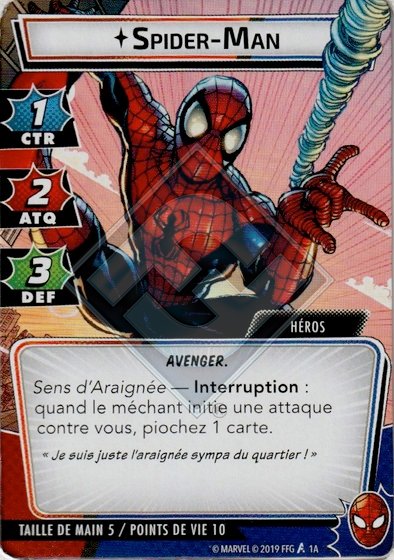 Spider-Man
1
CTR
2
ATQ
3
DEF
HÉROS
AVENGER.
Sens d'Araignée — Interruption :
quand le méchant initie une attaque
contre vous, piochez 1 carte.
« Je suis juste l'araignée sympa du quartier ! »
TAILLE DE MAIN 5 / POINTS DE VIE 10
© MARVEL © 2019 FFG 1A